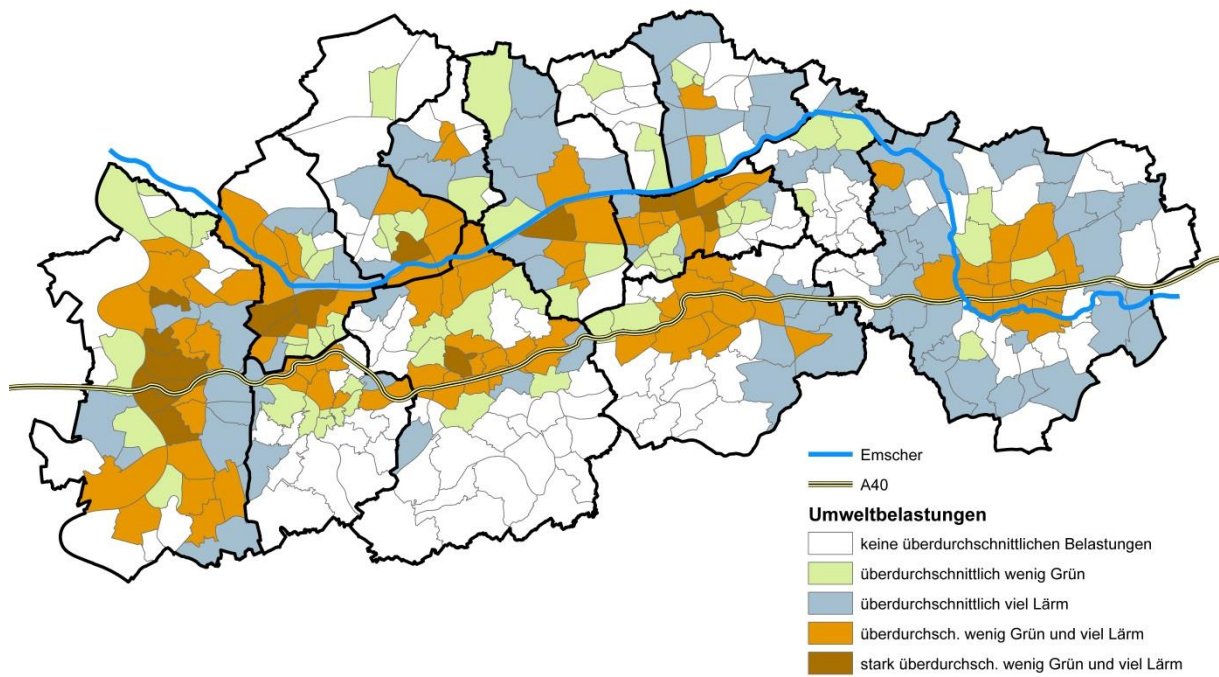 Emscher
A40
Umweltbelastungen
keine überdurchschnittlichen Belastungen
überdurchschnittlich wenig Grün
überdurchschnittlich viel Lärm
überdurchsch. wenig Grün und viel Lärm
stark überdurchsch. wenig Grün und viel Lärm